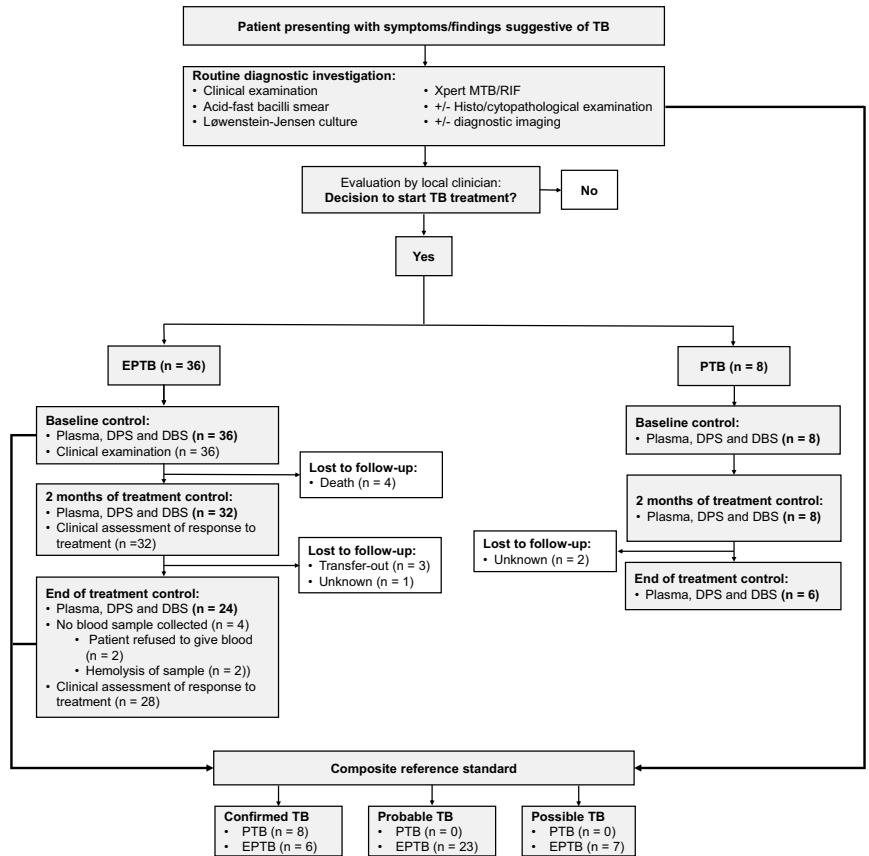 Patient presenting with symptoms/findings suggestive of TB
Routine diagnostic investigation:
• Clinical examination
• Acid-fast bacilli smear
• Løwenstein-Jensen culture
• Xpert MTB/RIF
• +/- Histo/cytopathological examination
• +/- diagnostic imaging
Evaluation by local clinician:
Decision to start TB treatment?
No
Yes
EPTB (n = 36)
PTB (n = 8)
Baseline control:
• Plasma, DPS and DBS (n = 36)
• Clinical examination (n = 36)
Lost to follow-up:
• Death (n = 4)
2 months of treatment control:
• Plasma, DPS and DBS (n = 32)
• Clinical assessment of response to
treatment (n =32)
Lost to follow-up:
• Transfer-out (n = 3)
• Unknown (n = 1)
End of treatment control:
• Plasma, DPS and DBS (n = 24)
• No blood sample collected (n = 4)
• Patient refused to give blood
(n = 2)
• Hemolysis of sample (n = 2))
• Clinical assessment of response to
treatment (n = 28)
Baseline control:
• Plasma, DPS and DBS (n = 8)
2 months of treatment control:
• Plasma, DPS and DBS (n = 8)
Lost to follow-up:
• Unknown (n = 2)
End of treatment control:
• Plasma, DPS and DBS (n = 6)
Composite reference standard
Confirmed TB
• PTB (n = 8)
• EPTB (n = 6)
Probable TB
• PTB (n = 0)
• EPTB (n = 23)
Possible TB
• PTB (n = 0)
• EPTB (n = 7)